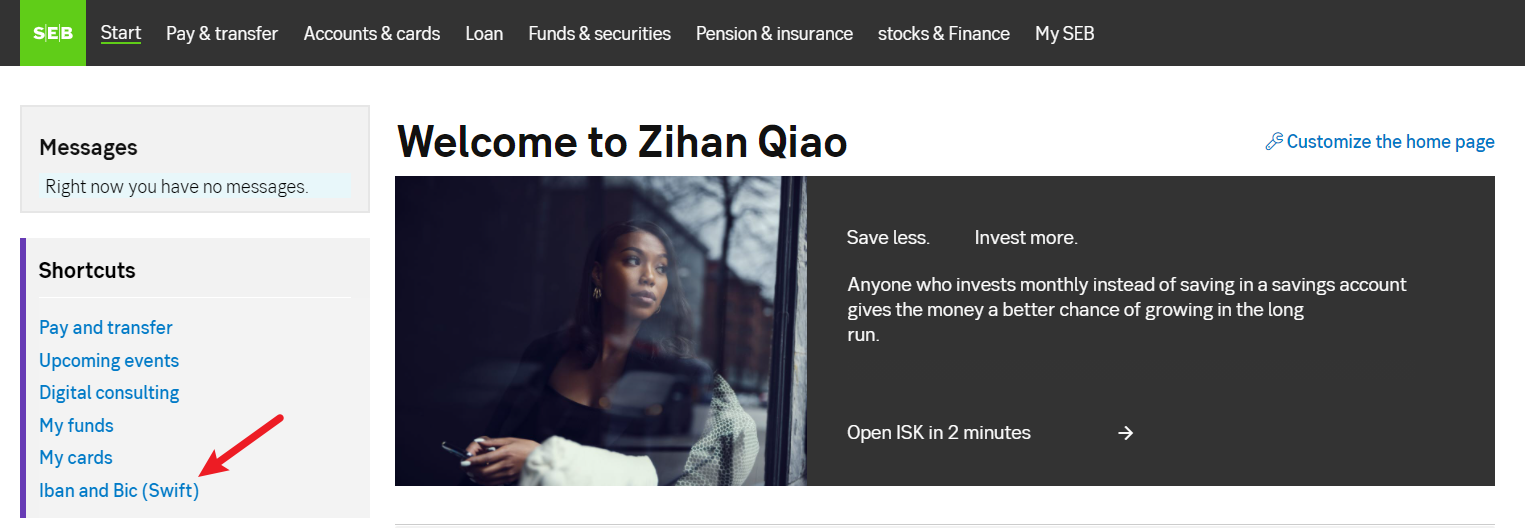 SEB
Start
Pay & transfer
Accounts & cards
Loan
Funds & securities
Pension & insurance
stocks & Finance
My SEB
Messages
Right now you have no messages.
Shortcuts
Pay and transfer
Upcoming events
Digital consulting
My funds
My cards
Iban and Bic (Swift)
Welcome to Zihan Qiao
Customize the home page
Save less. Invest more.
Anyone who invests monthly instead of saving in a savings account
gives the money a better chance of growing in the long
run.
Open ISK in 2 minutes